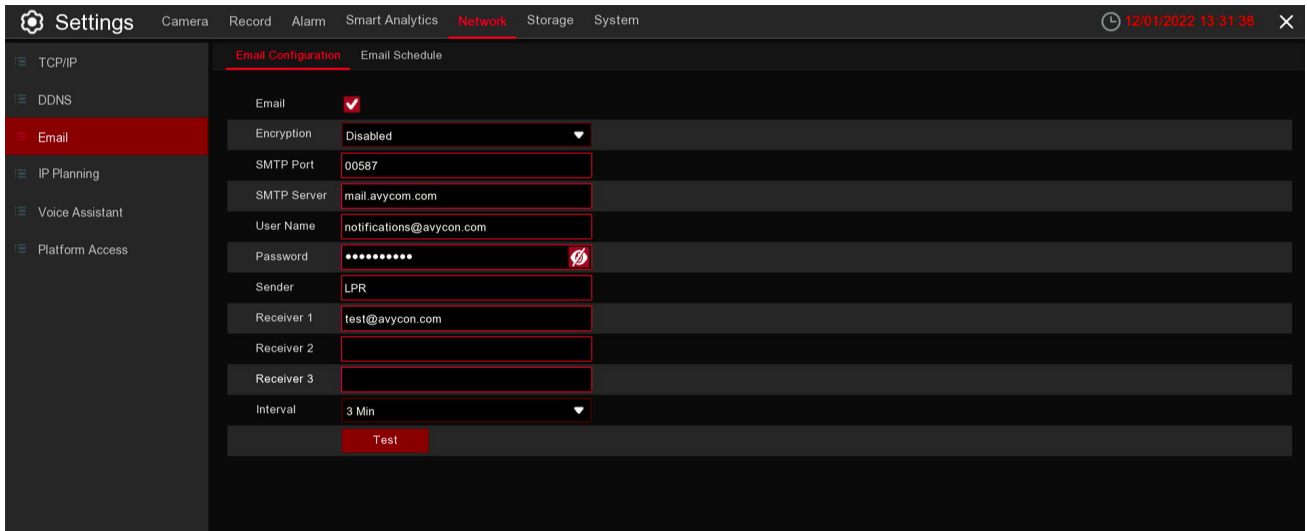 Settings Camera Record Alarm Smart Analytics Network Storage System 12/01/2022 13:31:38
Email Configuration Email Schedule
TCP/IP
DDNS
Email
IP Planning
Voice Assistant
Platform Access
Email
Encryption Disabled
SMTP Port 00587
SMTP Server mail.avycom.com
User Name notifications@avycon.com
Password ••••••••••
Sender LPR
Receiver 1 test@avycon.com
Receiver 2
Receiver 3
Interval 3 Min
Test